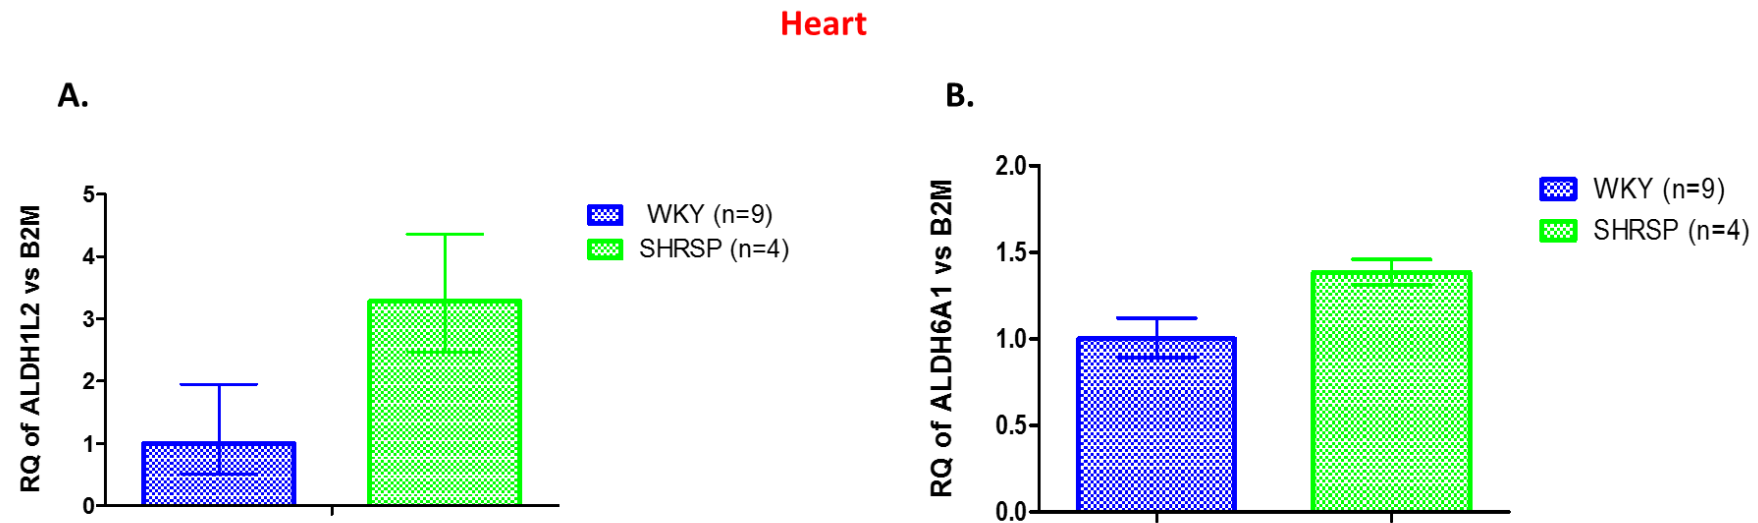 Heart
A.
RQ of ALDH1L2 vs B2M
5
4
3
2
1
0
WKY (n=9)
SHRSP (n=4)
B.
RQ of ALDH6A1 vs B2M
2.0
1.5
1.0
0.5
0.0
WKY (n=9)
SHRSP (n=4)